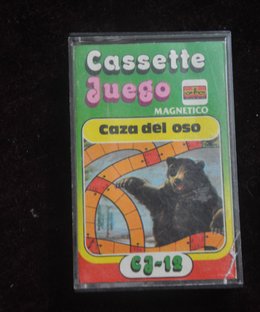 Cassette
Juego
MAGNETICO
Caza del oso
CJ-12